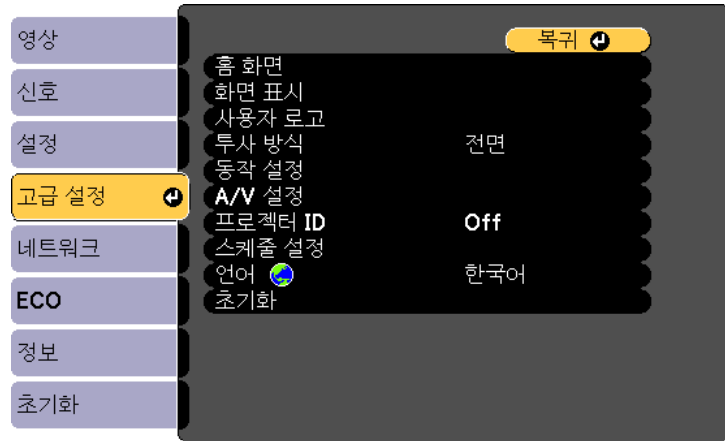 영상
신호
설정
고급 설정
네트워크
ECO
정보
초기화
복귀
홈 화면
화면 표시
사용자 로고
투사 방식 전면
동작 설정
A/V 설정
프로젝터 ID Off
스케줄 설정
언어 한국어
초기화